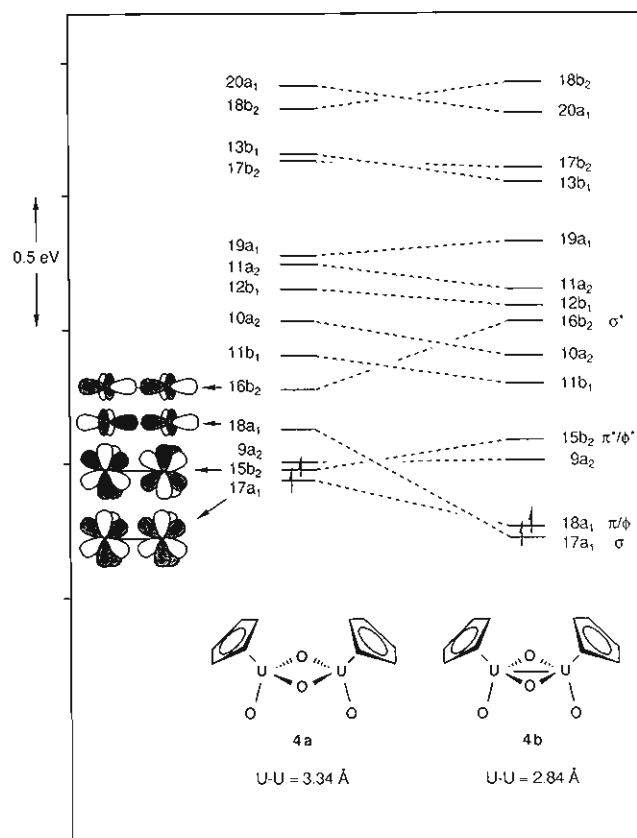 20a₁
18b₂
13b₁
17b₂
0.5 eV
19a₁
11a₂
12b₁
10a₂
11b₁
16b₂
18a₁
9a₂
15b₂
17a₁
18b₂
20a₁
17b₂
13b₁
19a₁
11a₂
12b₁
16b₂ σ*
10a₂
11b₁
15b₂ π*/ϕ*
9a₂
18a₁ π/ϕ
17a₁ σ
O
U U
O
O O
4a
U-U = 3.34 Å
O
U U
O
O O
4b
U-U = 2.84 Å